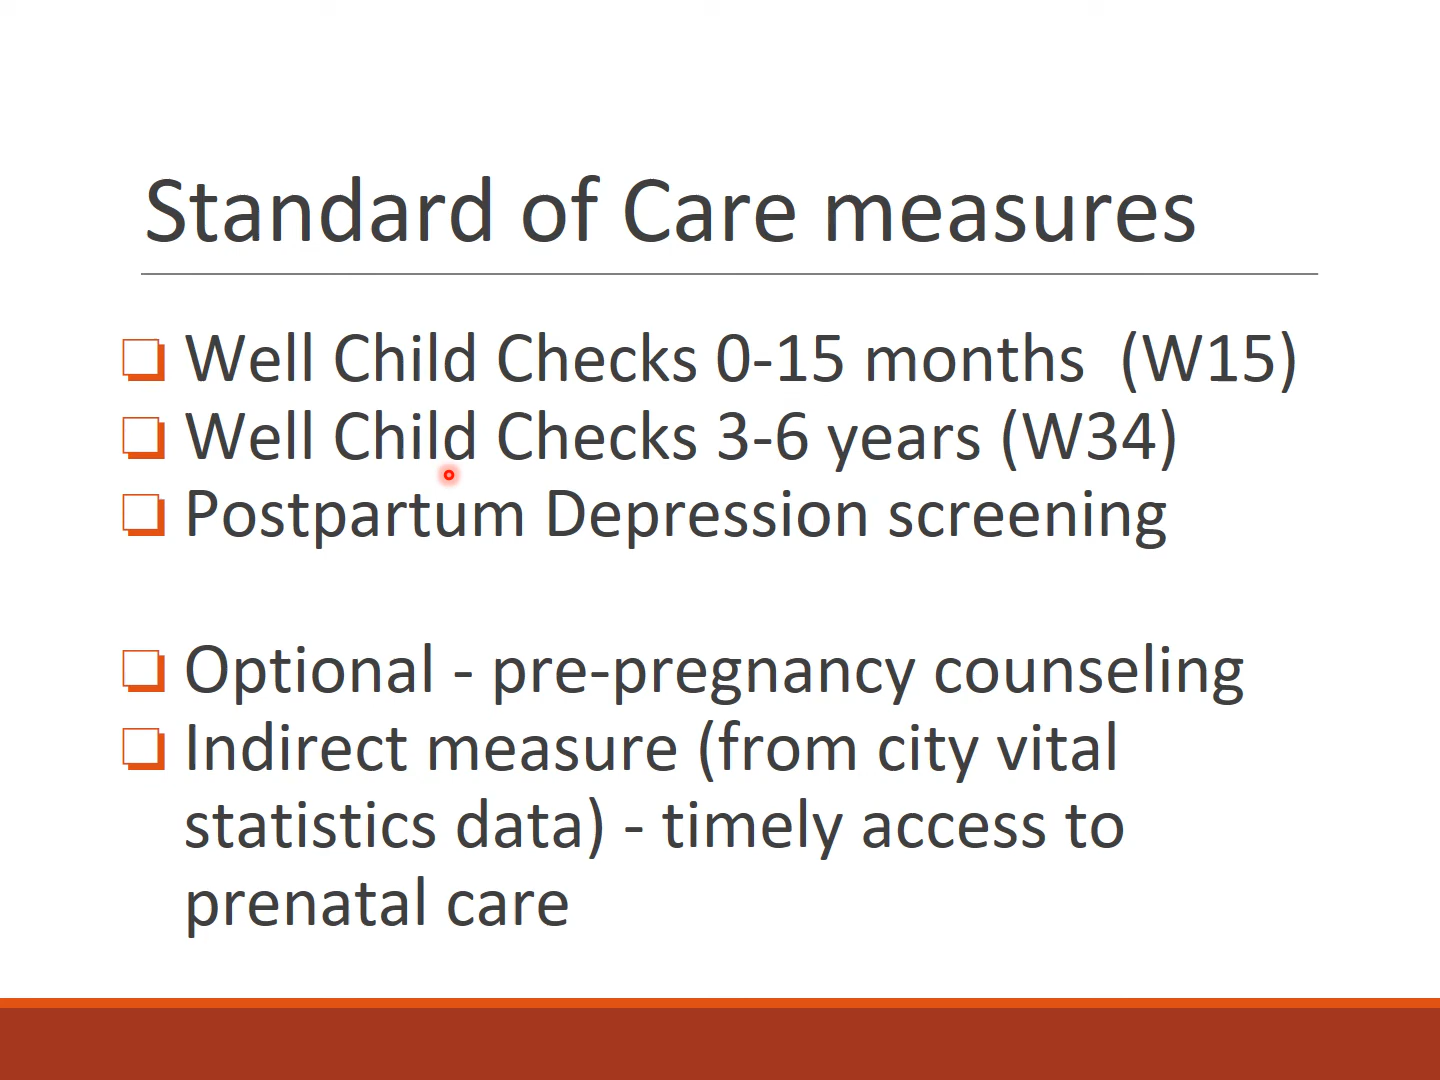 Standard of Care measures
Well Child Checks 0-15 months (W15)
Well Child Checks 3-6 years (W34)
Postpartum Depression screening
Optional - pre-pregnancy counseling
Indirect measure (from city vital
statistics data) - timely access to
prenatal care